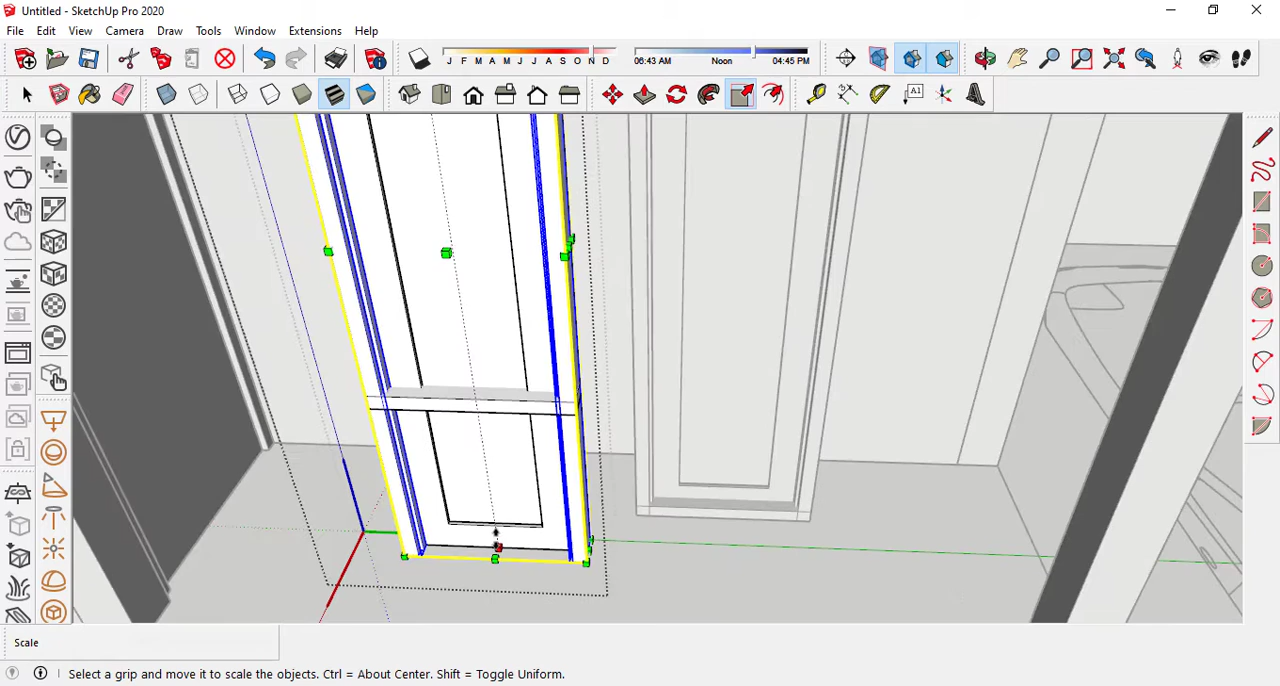 Untitled - SketchUp Pro 2020
File Edit View Camera Draw Tools Window Extensions Help
J F M A M J J A S O N D 06:43 AM Noon 04:45 PM
A1
Scale
Select a grip and move it to scale the objects. Ctrl = About Center. Shift = Toggle Uniform.